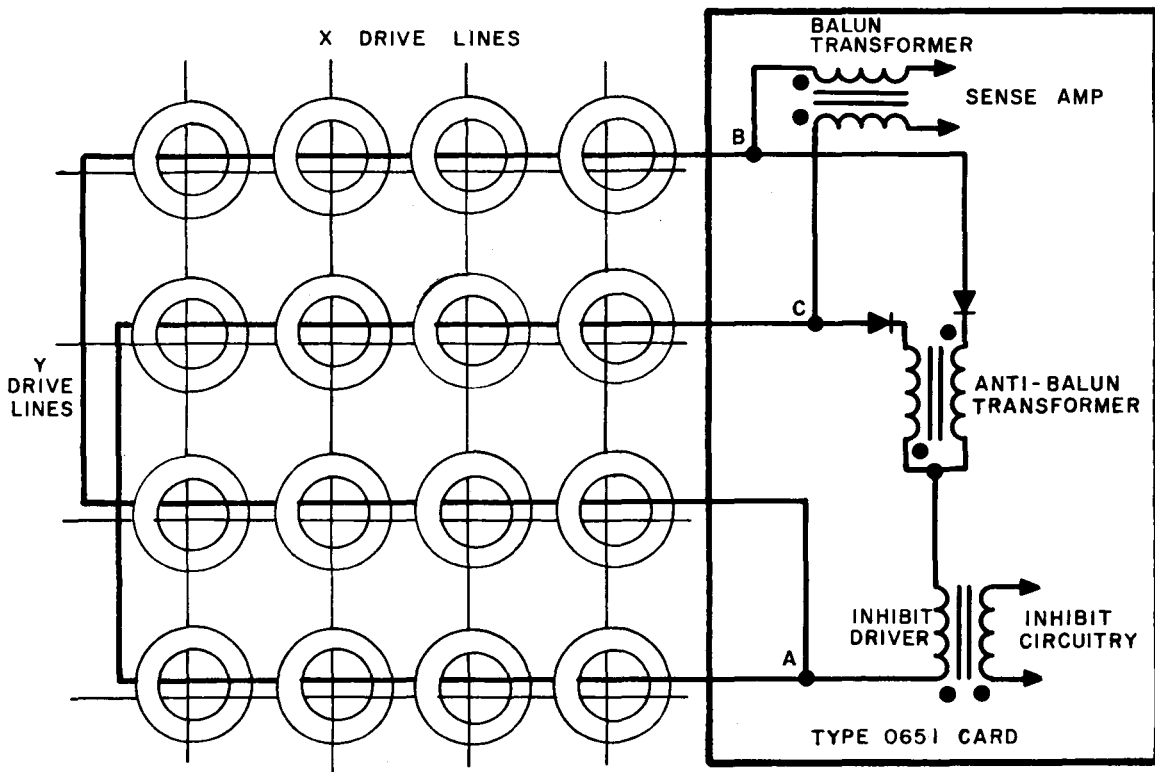 X DRIVE LINES
BALUN
TRANSFORMER
SENSE AMP
B
C
Y
DRIVE
LINES
ANTI-BALUN
TRANSFORMER
INHIBIT
DRIVER
INHIBIT
CIRCUITRY
A
TYPE 0651 CARD